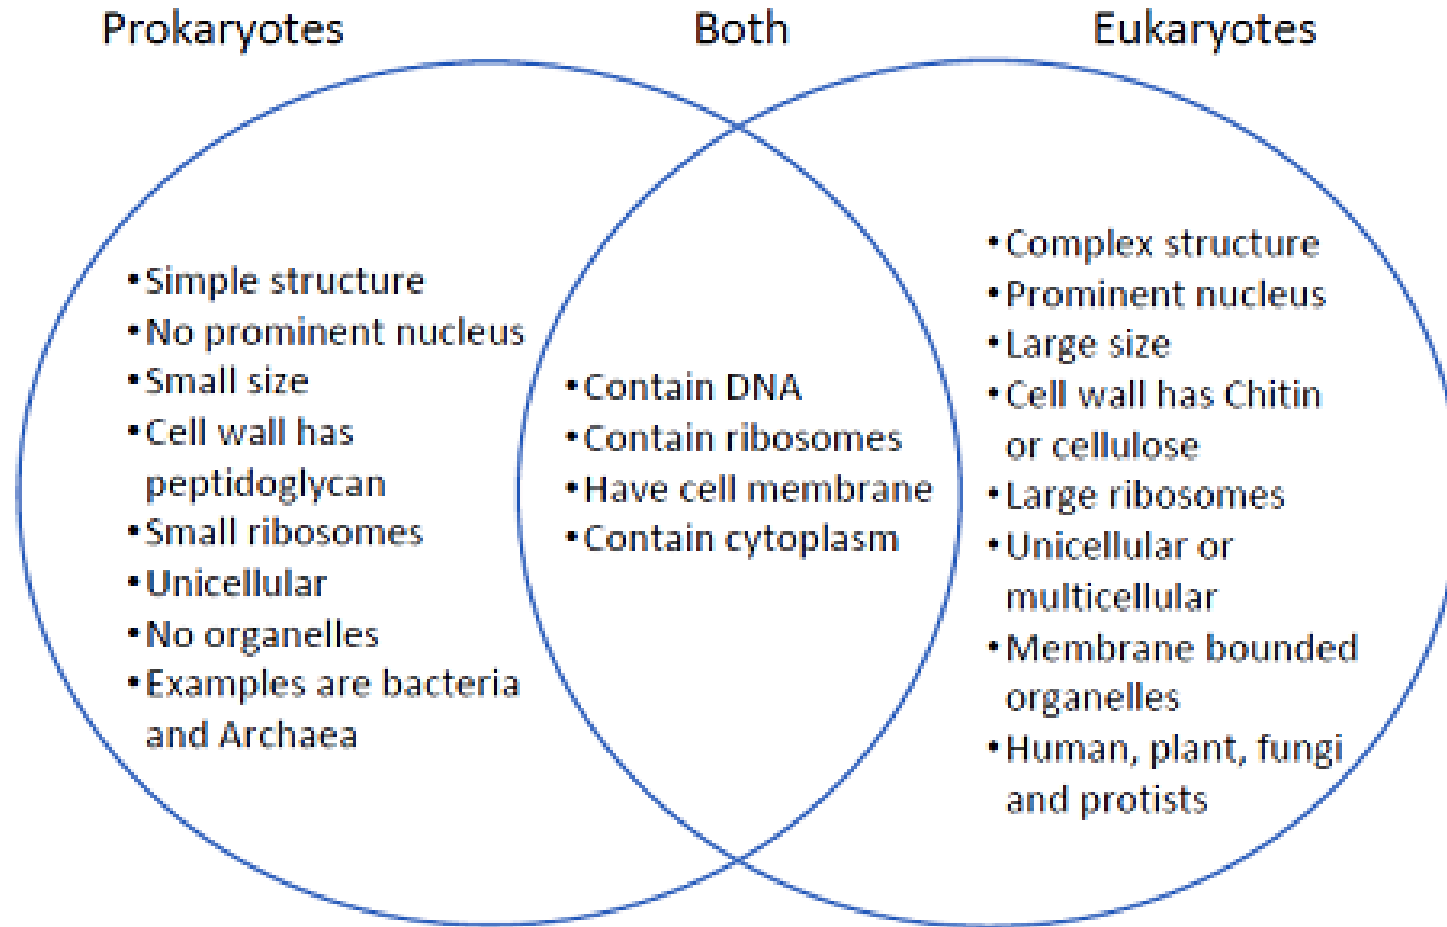 Prokaryotes
Both
Eukaryotes
•Simple structure
•No prominent nucleus
•Small size
•Cell wall has
peptidoglycan
•Small ribosomes
•Unicellular
•No organelles
•Examples are bacteria
and Archaea
•Contain DNA
•Contain ribosomes
•Have cell membrane
•Contain cytoplasm
•Complex structure
•Prominent nucleus
•Large size
•Cell wall has Chitin
or cellulose
•Large ribosomes
•Unicellular or
multicellular
•Membrane bounded
organelles
•Human, plant, fungi
and protists